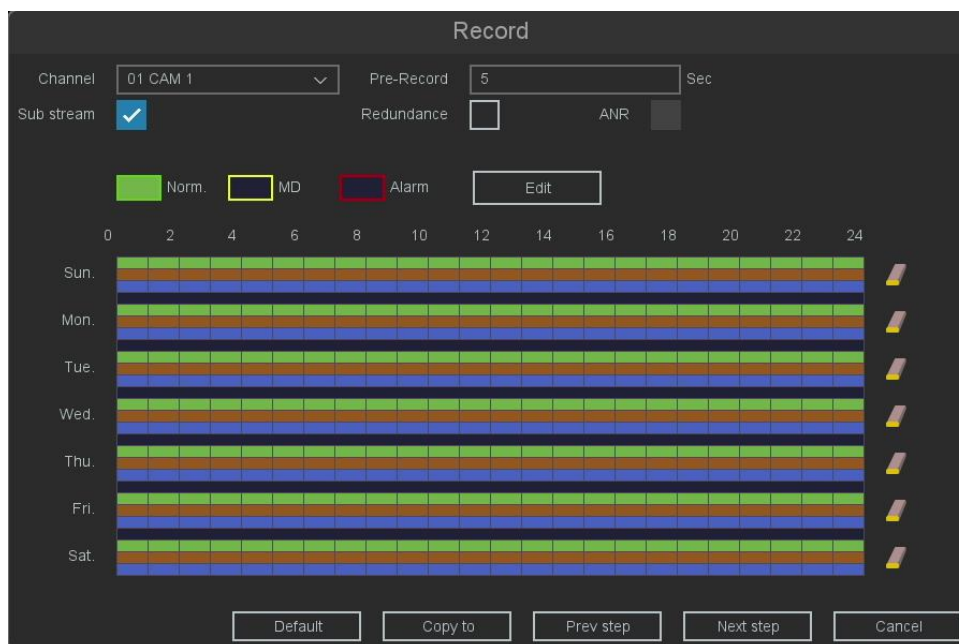 Record
Channel 01 CAM 1 Pre-Record 5 Sec
Sub stream Redundance ANR
Norm. MD Alarm Edit
0 2 4 6 8 10 12 14 16 18 20 22 24
Sun.
Mon.
Tue.
Wed.
Thu.
Fri.
Sat.
Default Copy to Prev step Next step Cancel